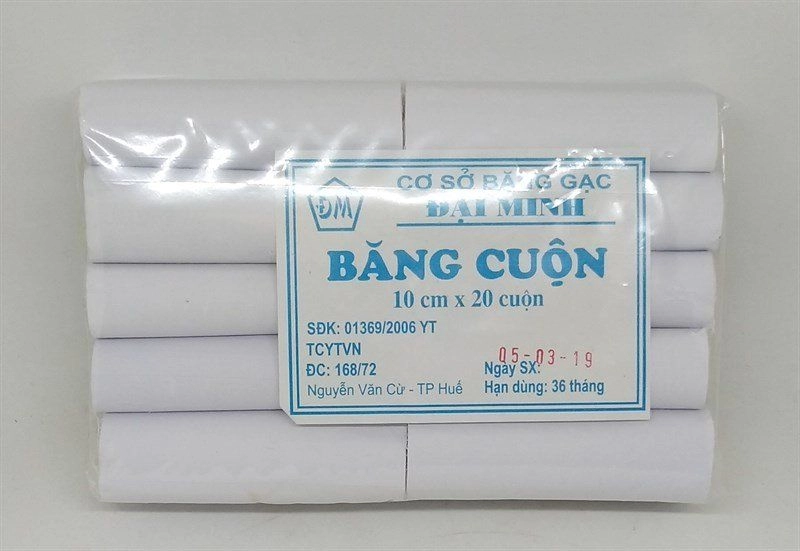 ĐM
CƠ SỞ BĂNG GẠC
ĐẠI MINH
BĂNG CUỘN
10 cm x 20 cuộn
SĐK: 01369/2006 YT
TCYTVN
ĐC: 168/72
Nguyễn Văn Cừ - TP Huế
05-03-19
Ngày SX:
Hạn dùng: 36 tháng